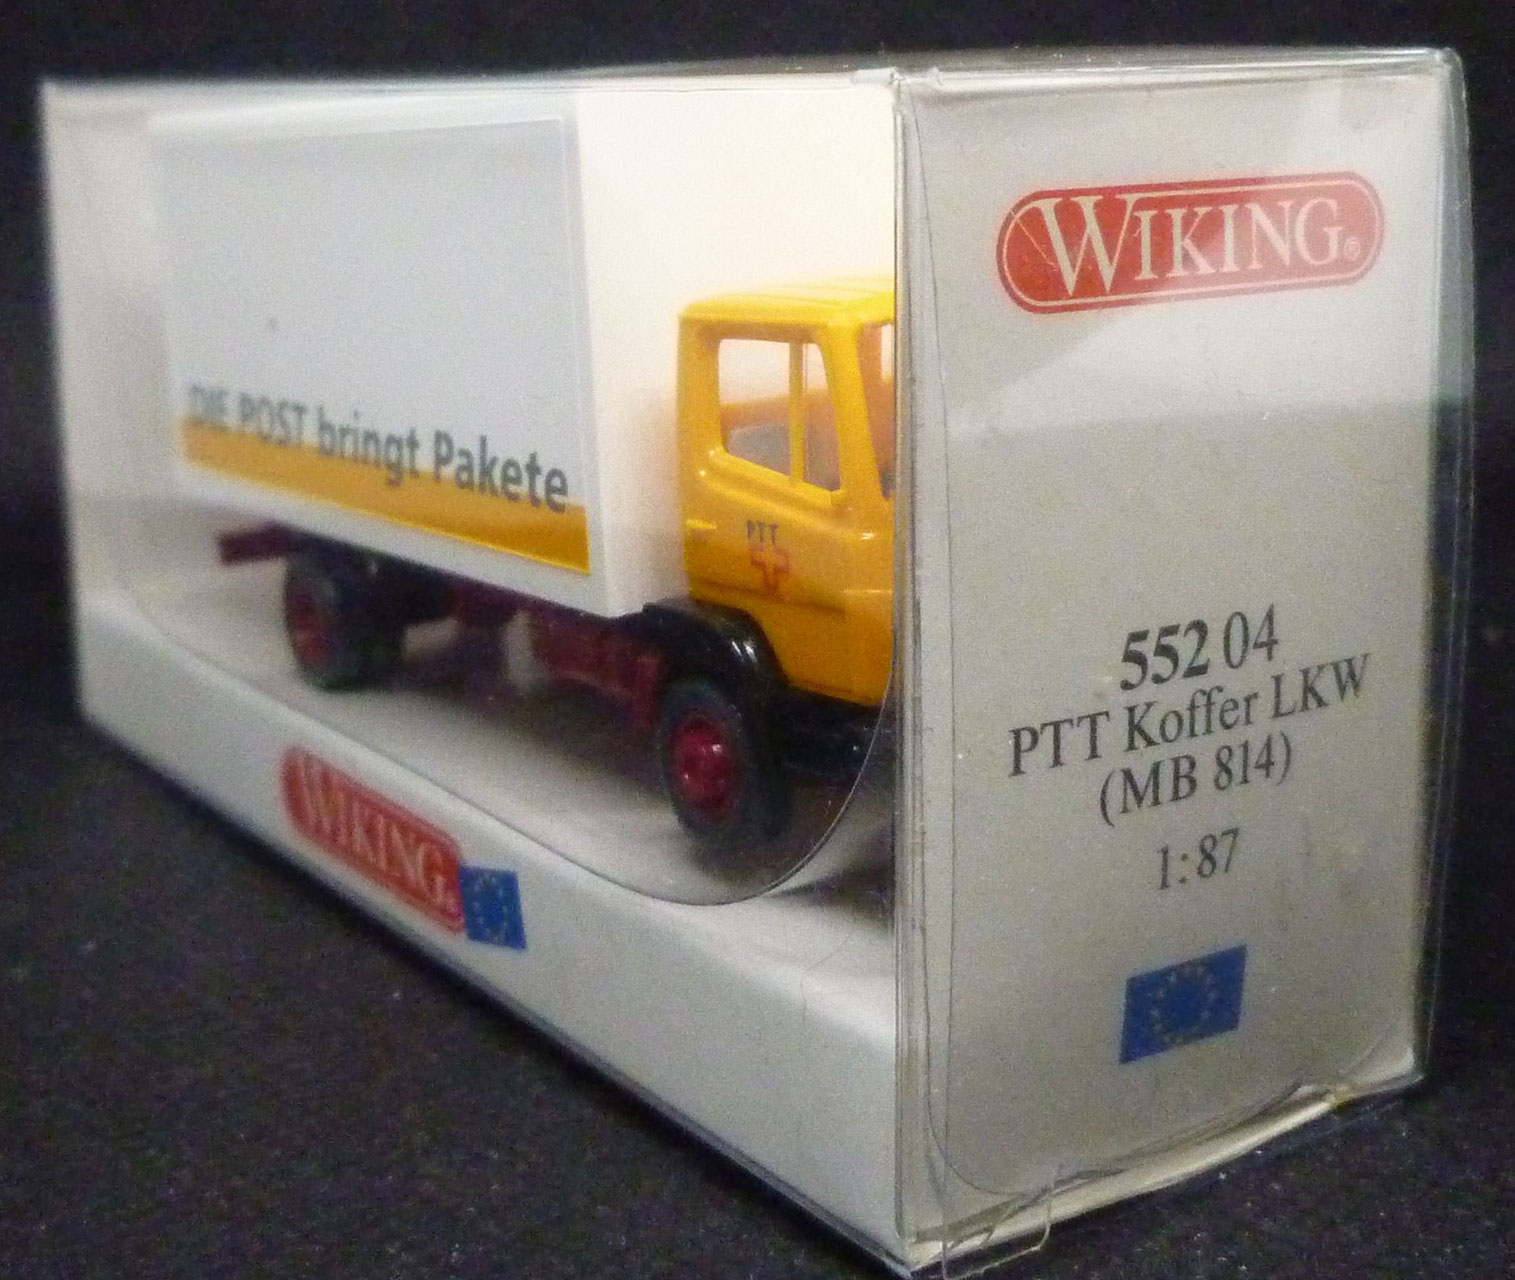 DIE POST bringt Pakete
PTT
WIKING
WIKING®
552 04
PTT Koffer LKW
(MB 814)
1:87